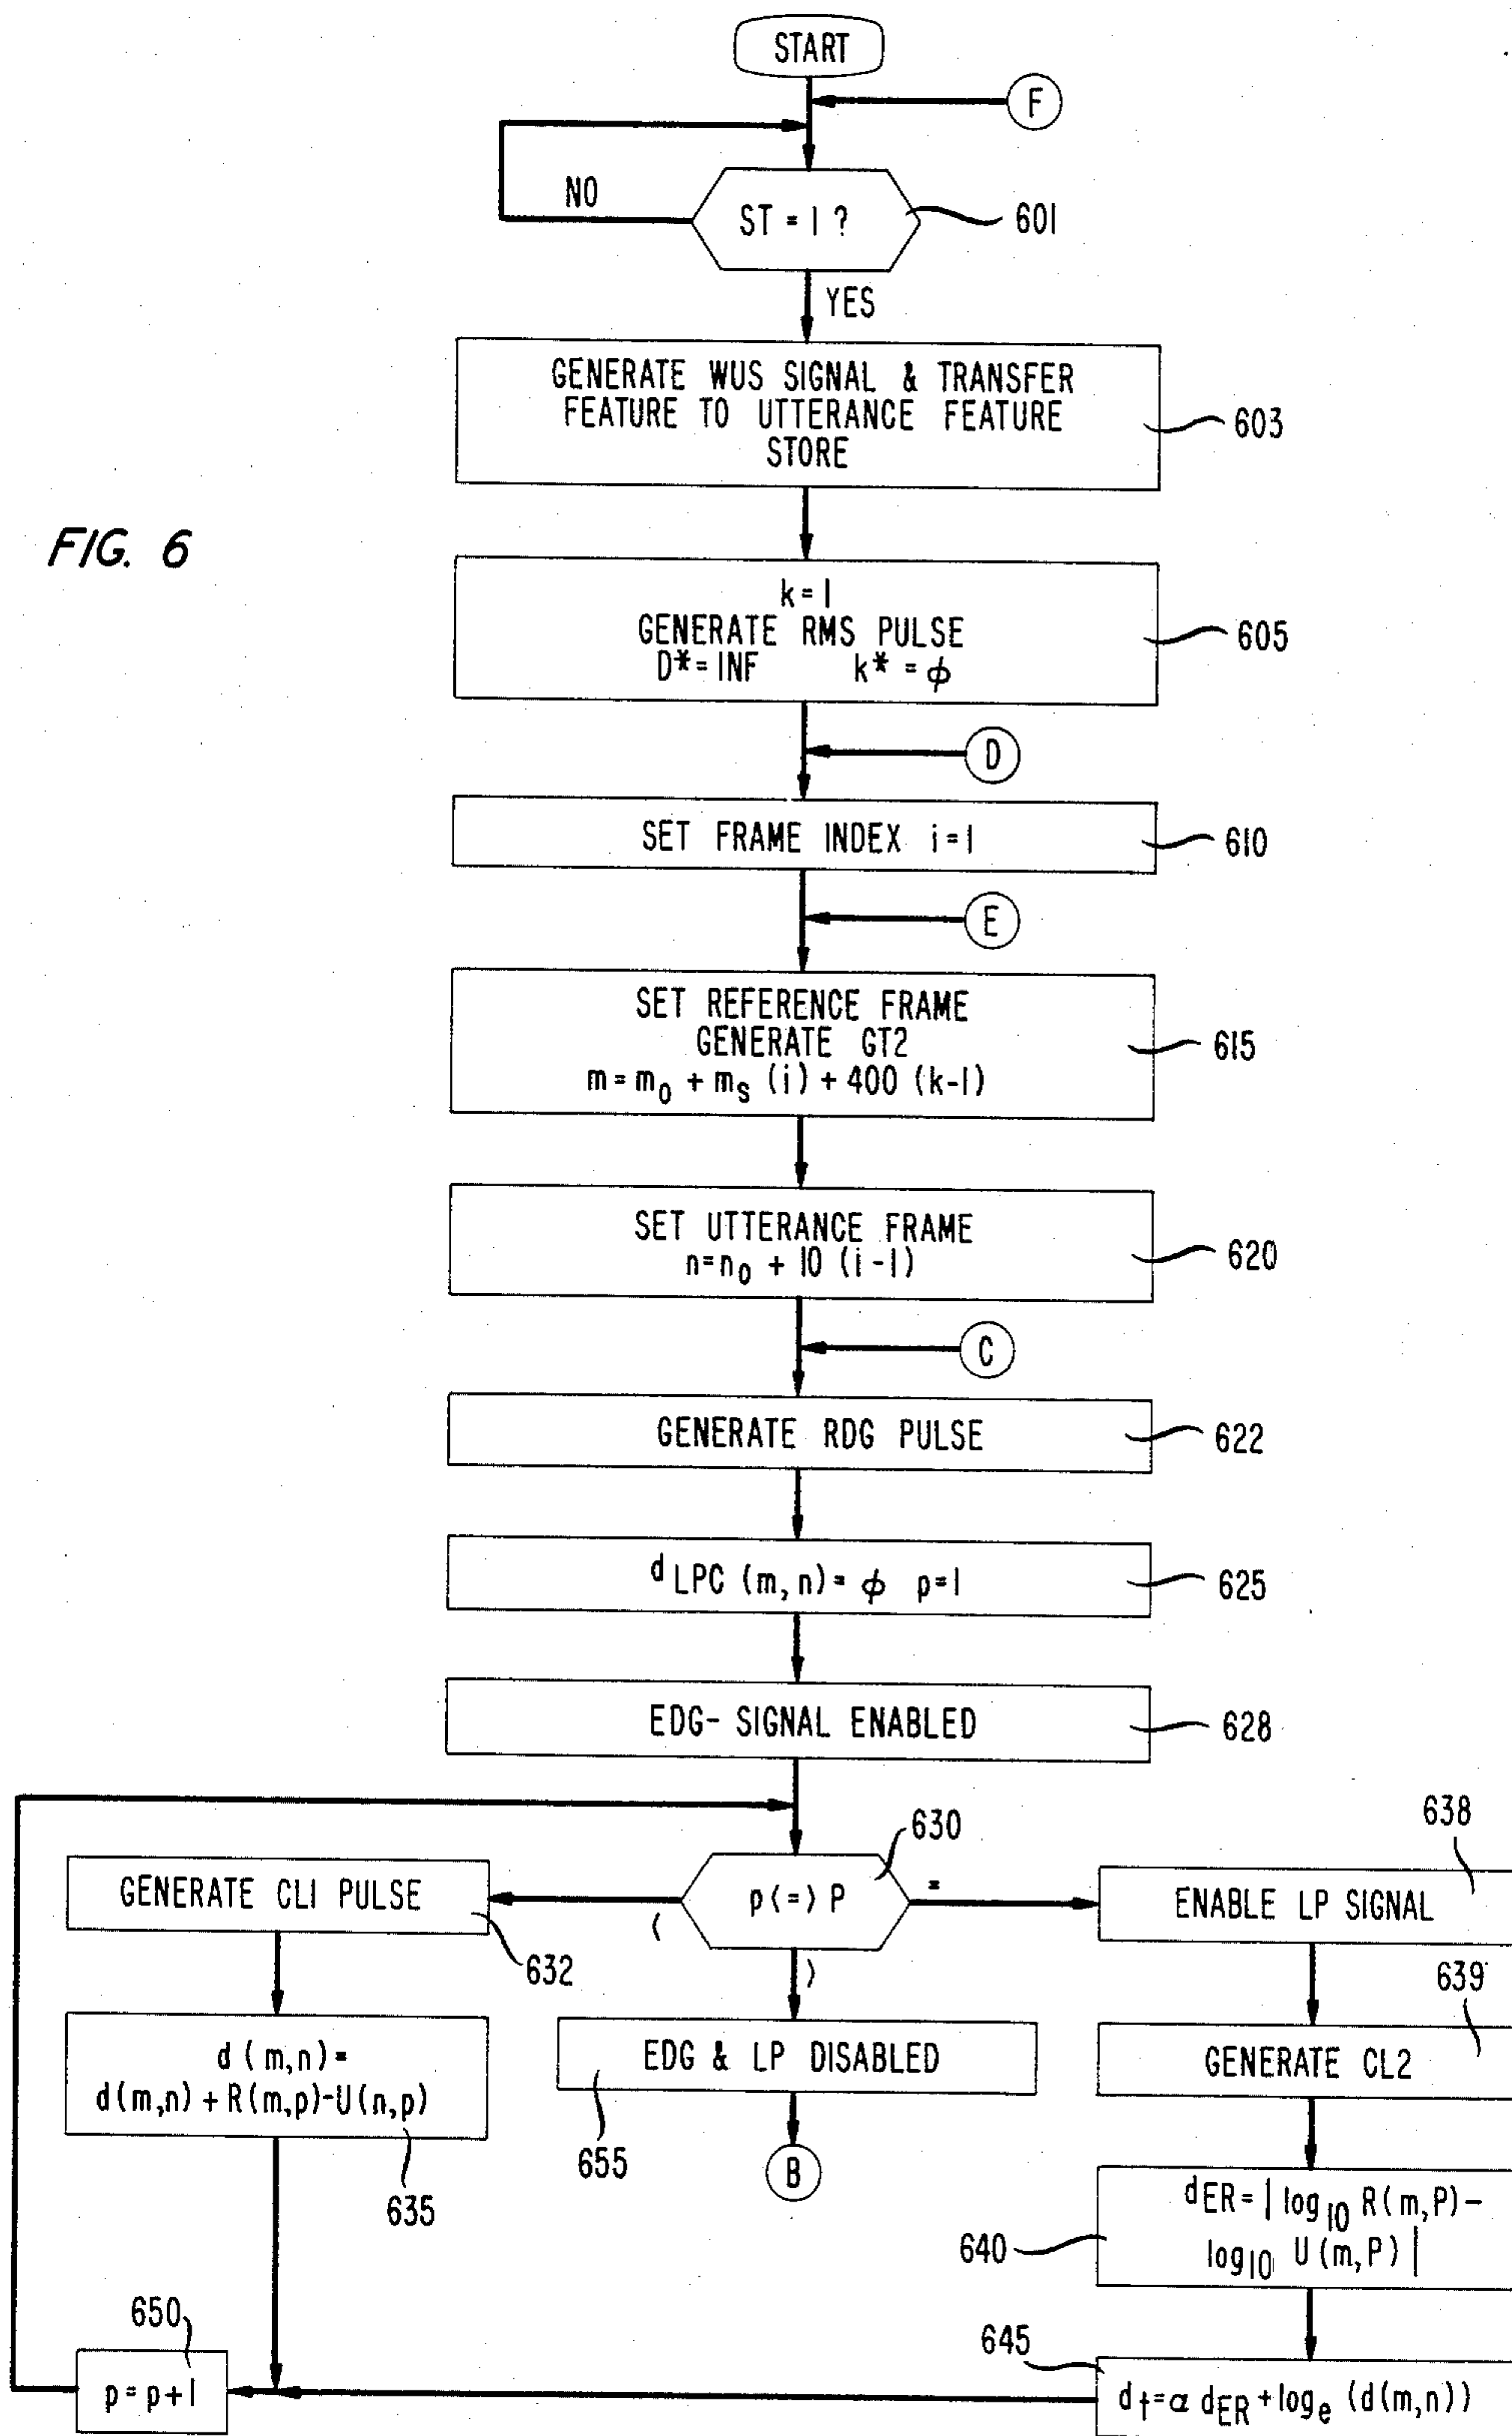 START
F
NO
ST = 1 ?
601
YES
GENERATE WUS SIGNAL & TRANSFER
FEATURE TO UTTERANCE FEATURE
STORE
603
FIG. 6
k = 1
GENERATE RMS PULSE
D* = INF k* = ϕ
605
D
SET FRAME INDEX i = 1
610
E
SET REFERENCE FRAME
GENERATE GT2
m = m₀ + mₛ (i) + 400 (k-1)
615
SET UTTERANCE FRAME
n = n₀ + 10 (i-1)
620
C
GENERATE RDG PULSE
622
d LPC (m,n) = ϕ p=1
625
EDG- SIGNAL ENABLED
628
630
638
GENERATE CL1 PULSE
p ⟨=⟩ P
=
ENABLE LP SIGNAL
⟨
632
⟩
639
d (m,n) =
d(m,n) + R(m,p) - U(n,p)
EDG & LP DISABLED
GENERATE CL2
655
635
B
dER = | log₁₀ R(m,P) -
log₁₀ U(m,P) |
640
650
645
p = p+1
d t = α dER + logₑ (d(m,n))